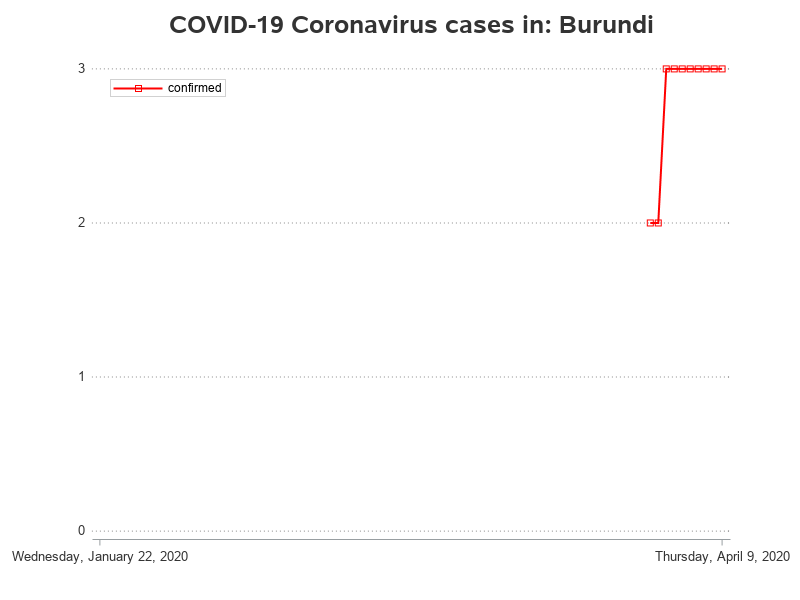 COVID-19 Coronavirus cases in: Burundi
3
confirmed
2
1
0
Wednesday, January 22, 2020
Thursday, April 9, 2020